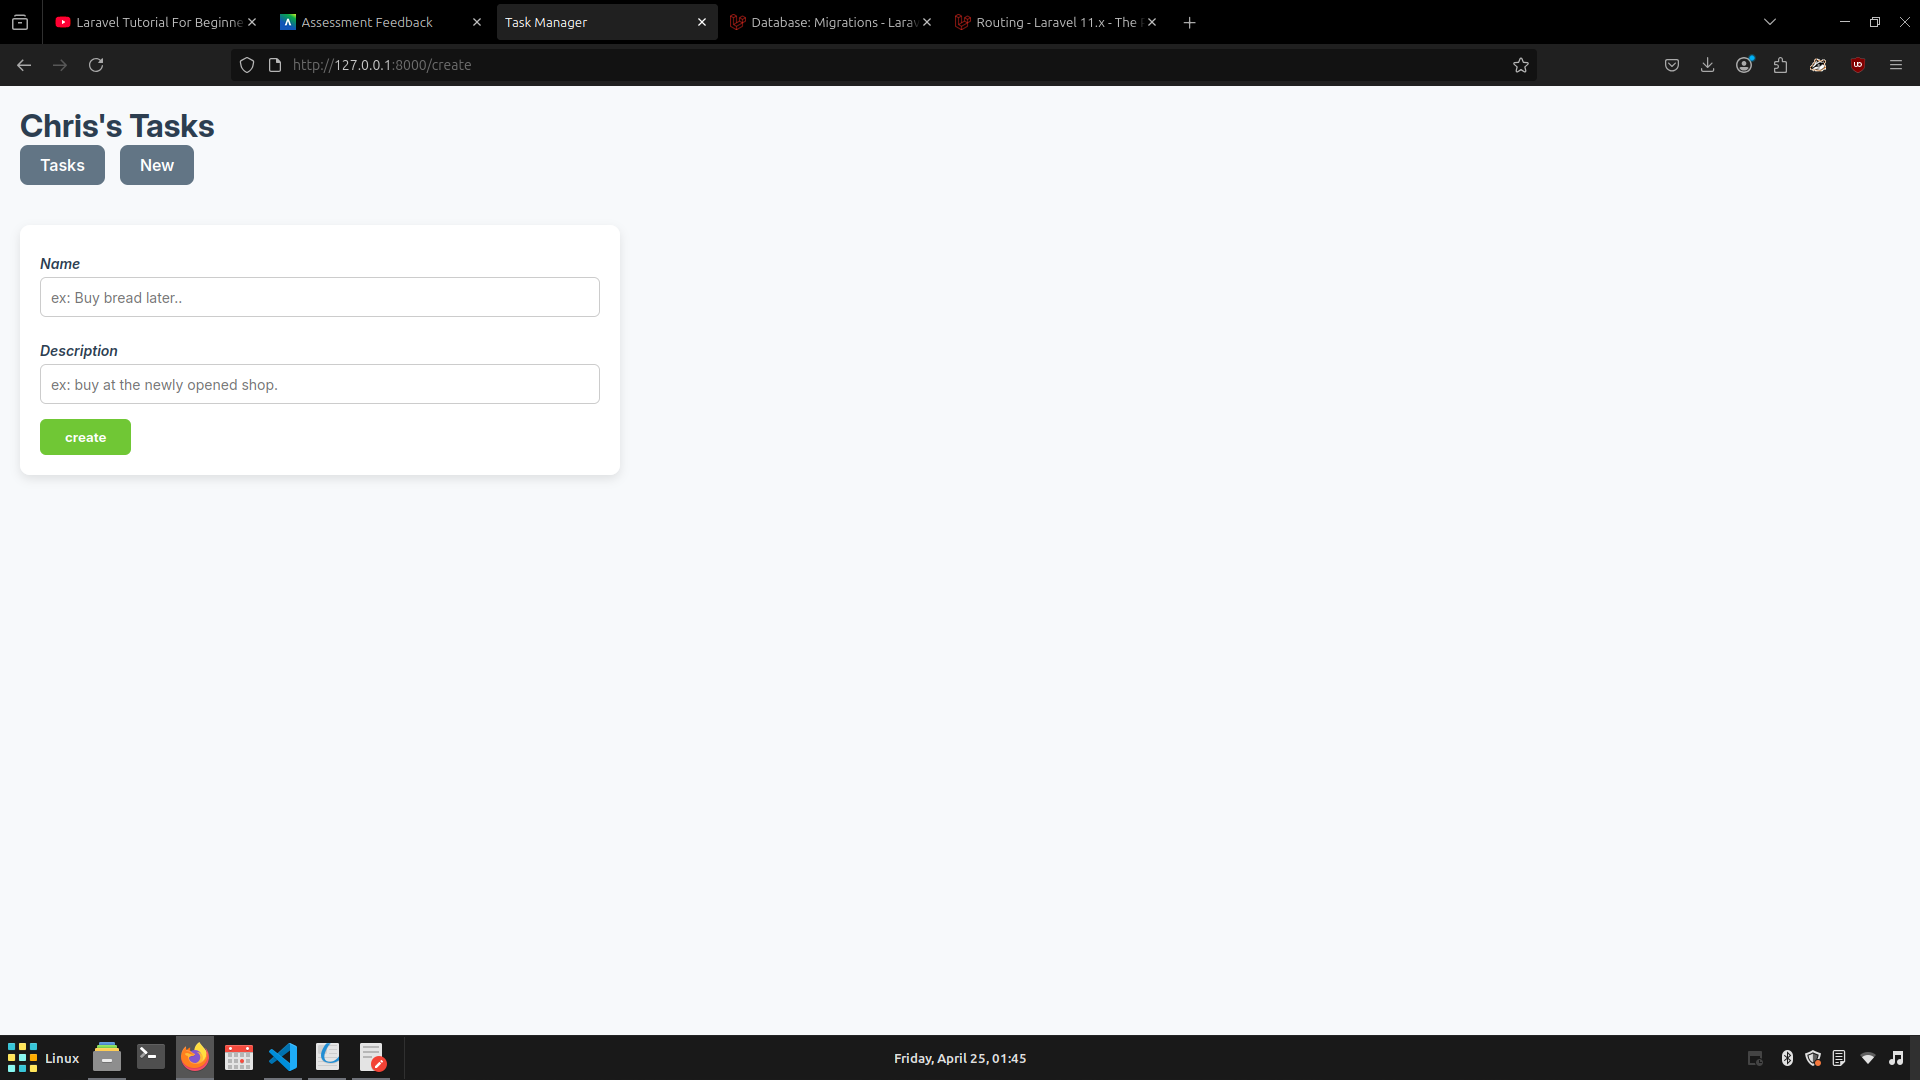 Laravel Tutorial For Beginne
Assessment Feedback
Task Manager
Database: Migrations - Larav
Routing - Laravel 11.x - The P
http://127.0.0.1:8000/create
Chris's Tasks
Tasks
New
Name
ex: Buy bread later..
Description
ex: buy at the newly opened shop.
create
Linux
Friday, April 25, 01:45